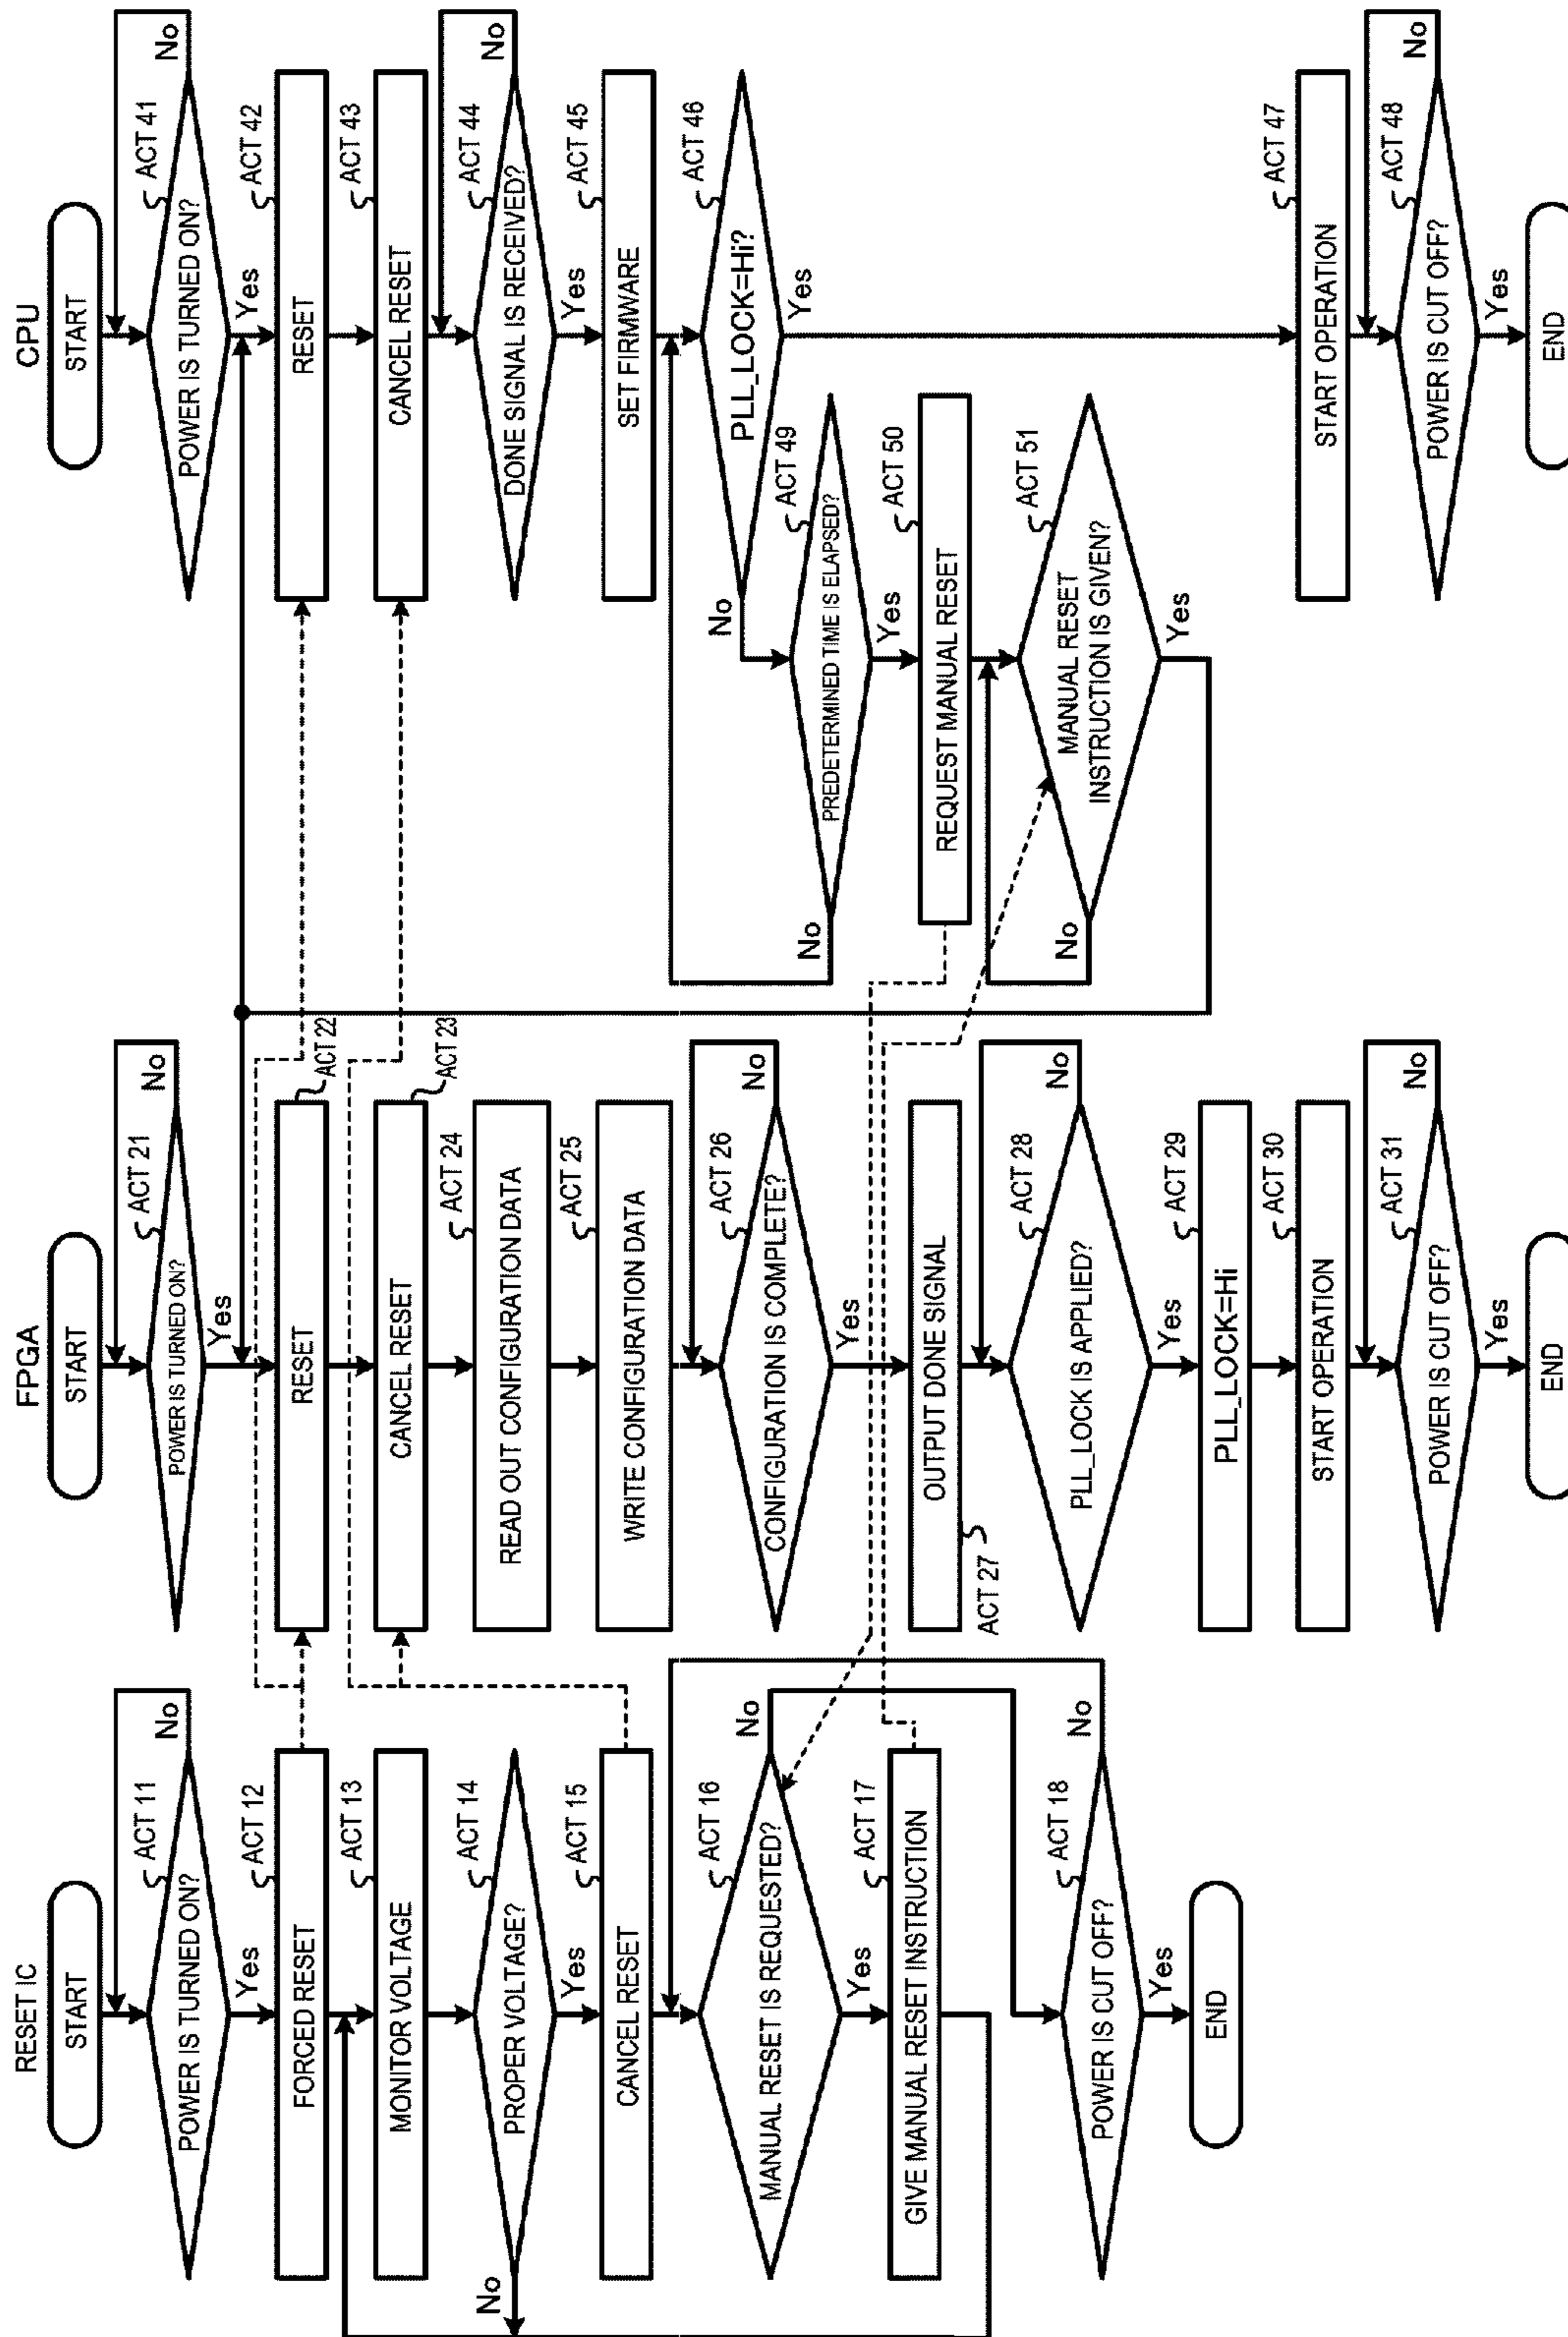 RESET IC
START
POWER IS TURNED ON?
ACT 11
No
Yes
FORCED RESET
ACT 12
MONITOR VOLTAGE
ACT 13
PROPER VOLTAGE?
ACT 14
No
Yes
CANCEL RESET
ACT 15
MANUAL RESET IS REQUESTED?
ACT 16
No
Yes
GIVE MANUAL RESET INSTRUCTION
ACT 17
POWER IS CUT OFF?
ACT 18
No
Yes
END
FPGA
START
POWER IS TURNED ON?
ACT 21
No
Yes
RESET
ACT 22
CANCEL RESET
ACT 23
READ OUT CONFIGURATION DATA
ACT 24
WRITE CONFIGURATION DATA
ACT 25
CONFIGURATION IS COMPLETE?
ACT 26
No
Yes
OUTPUT DONE SIGNAL
ACT 27
PLL_LOCK IS APPLIED?
ACT 28
No
Yes
PLL_LOCK=Hi
ACT 29
START OPERATION
ACT 30
POWER IS CUT OFF?
ACT 31
No
Yes
END
CPU
START
POWER IS TURNED ON?
ACT 41
No
Yes
RESET
ACT 42
CANCEL RESET
ACT 43
DONE SIGNAL IS RECEIVED?
ACT 44
No
Yes
SET FIRMWARE
ACT 45
PLL_LOCK=Hi?
ACT 46
No
Yes
PREDETERMINED TIME IS ELAPSED?
ACT 49
No
Yes
REQUEST MANUAL RESET
ACT 50
MANUAL RESET
INSTRUCTION IS GIVEN?
ACT 51
No
Yes
START OPERATION
ACT 47
POWER IS CUT OFF?
ACT 48
No
Yes
END